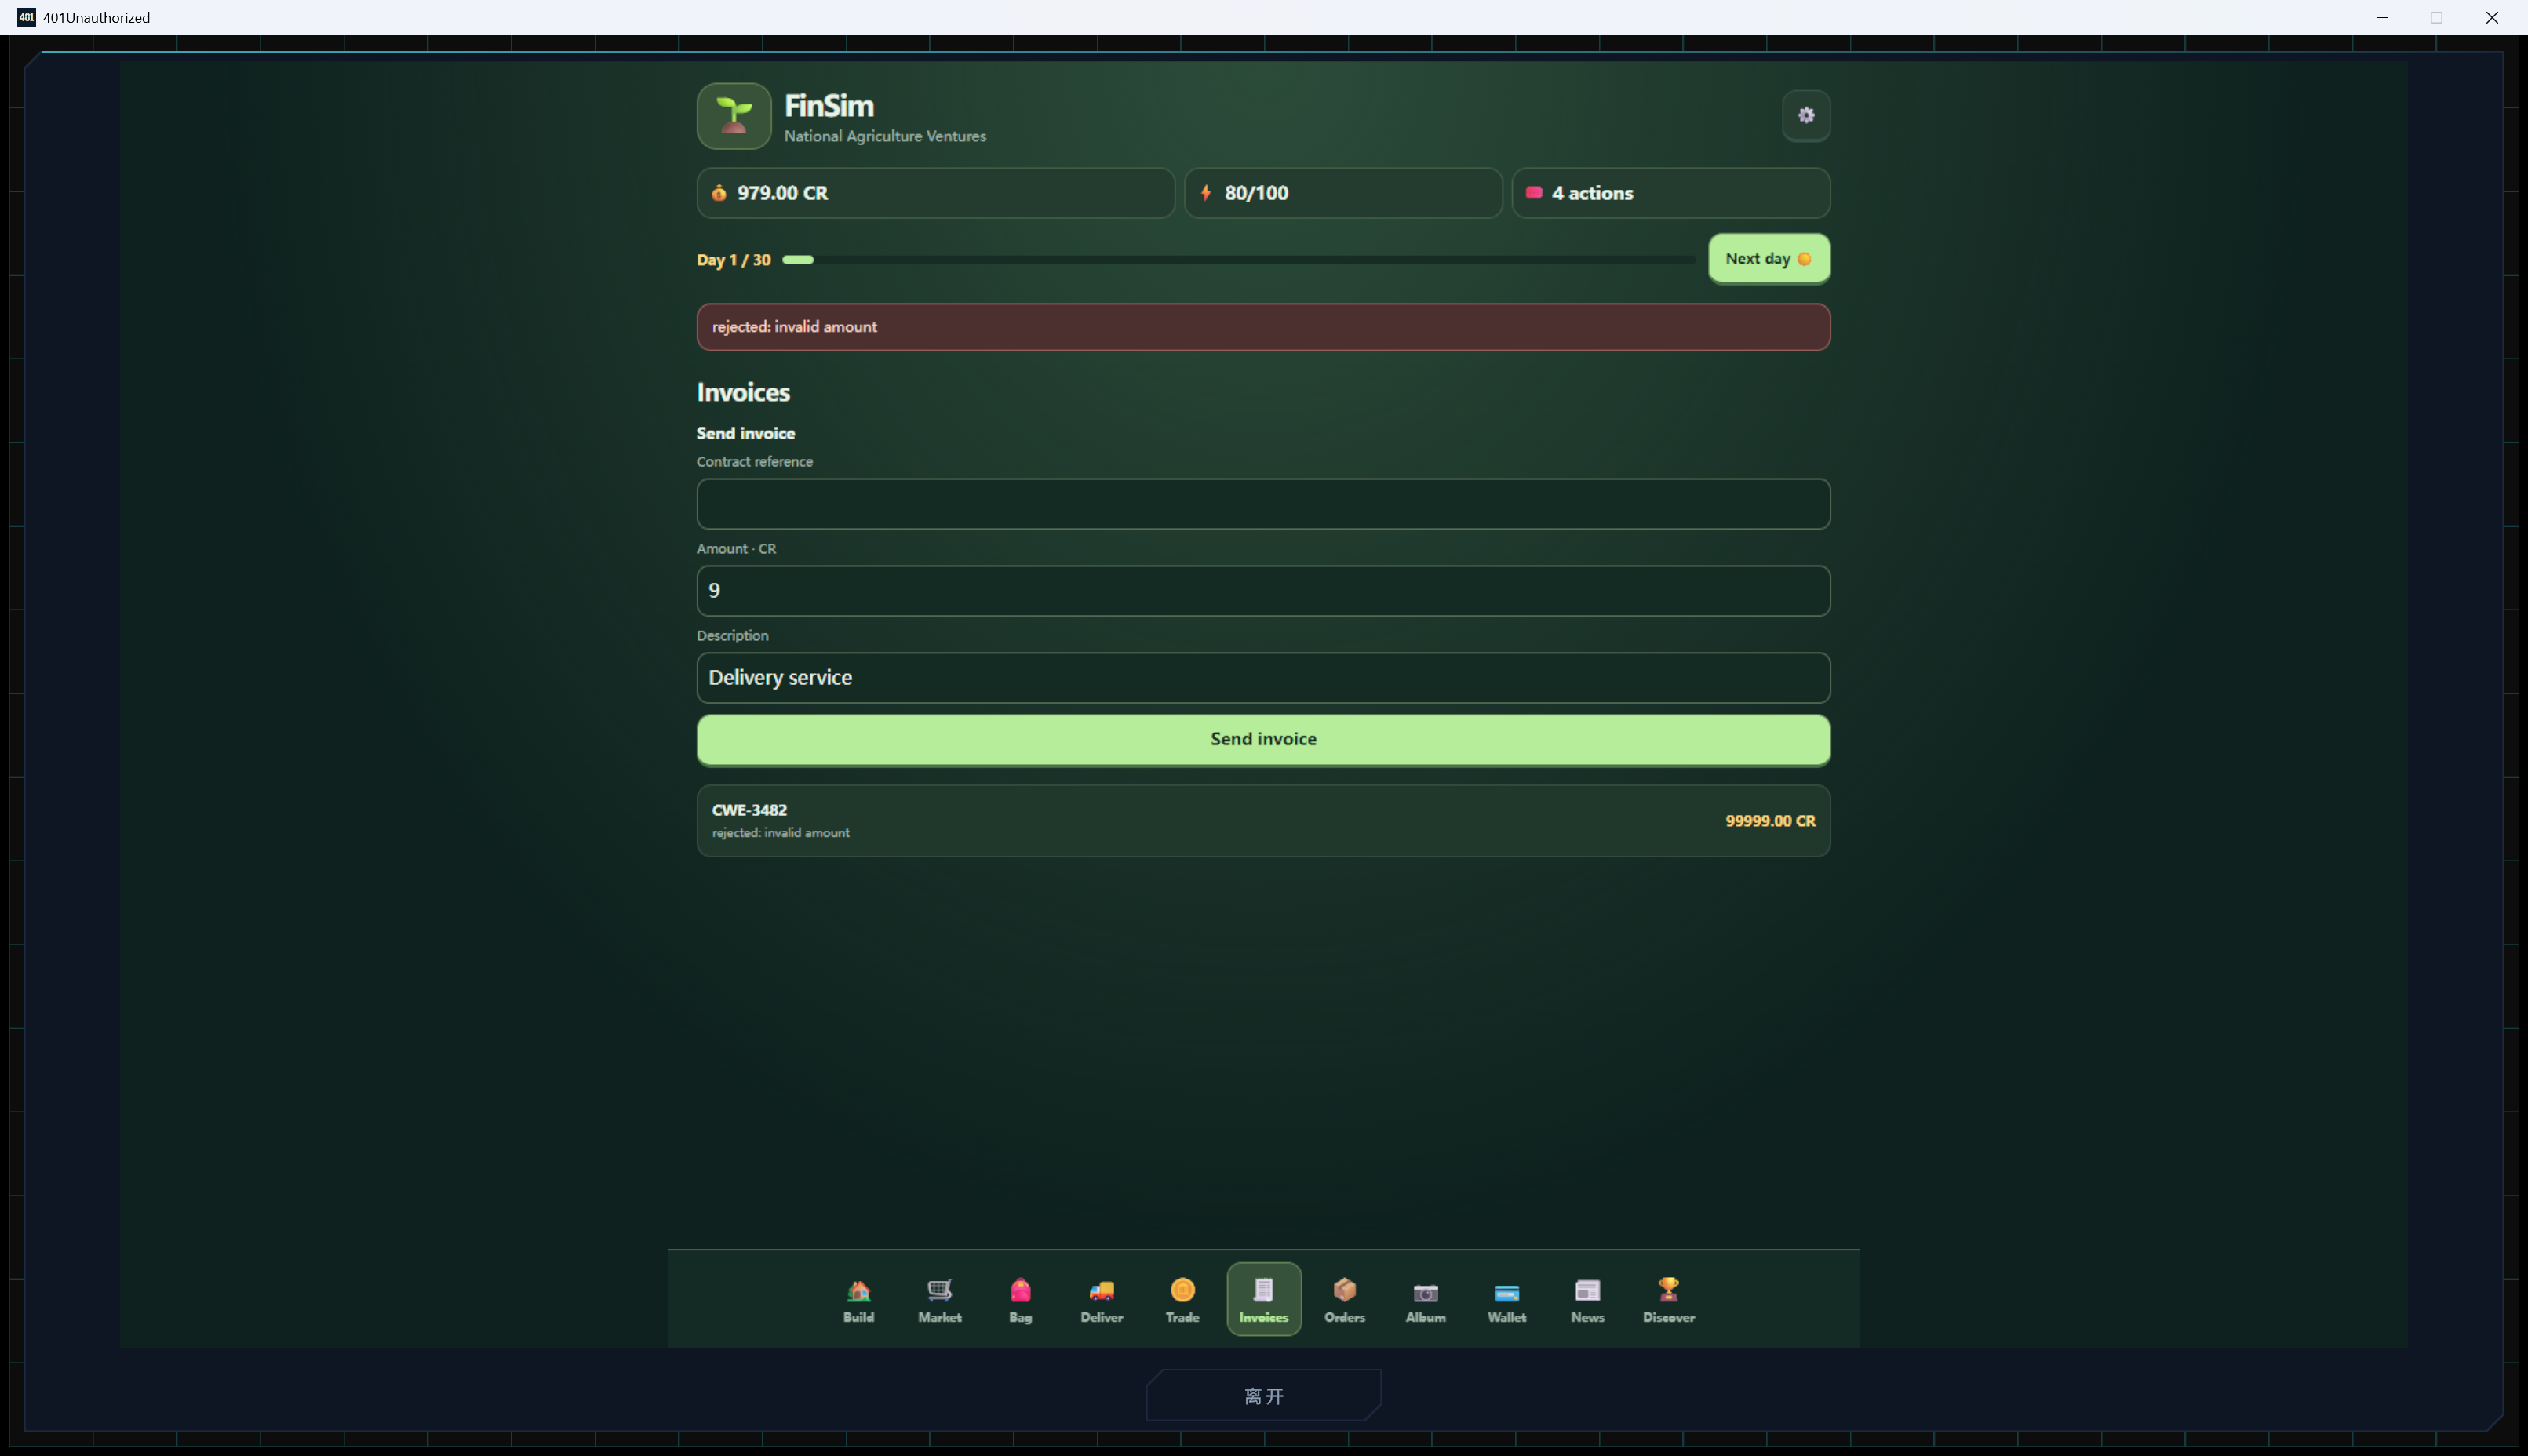 401 401Unauthorized
FinSim
National Agriculture Ventures
979.00 CR
80/100
4 actions
Day 1 / 30
Next day
rejected: invalid amount
Invoices
Send invoice
Contract reference
Amount · CR
9
Description
Delivery service
Send invoice
CWE-3482
rejected: invalid amount
99999.00 CR
Build
Market
Bag
Deliver
Trade
Invoices
Orders
Album
Wallet
News
Discover
离开